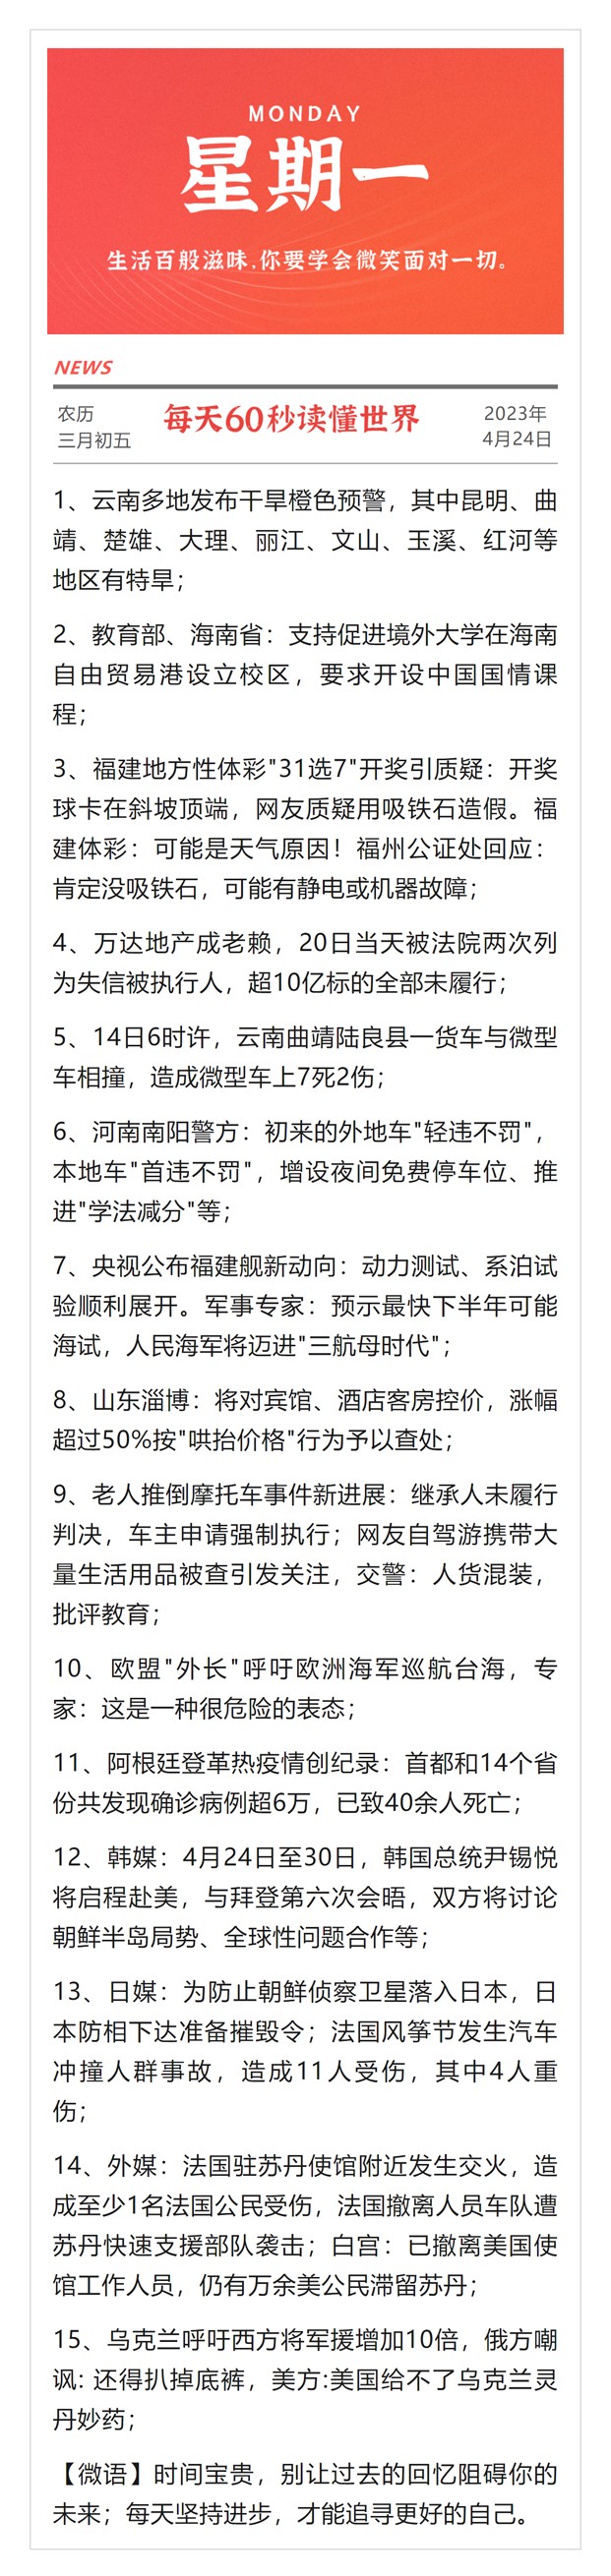 MONDAY
星期一
生活百般滋味,你要学会微笑面对一切。
NEWS
农历
三月初五
每天60秒读懂世界
2023年
4月24日
1、云南多地发布干旱橙色预警，其中昆明、曲
靖、楚雄、大理、丽江、文山、玉溪、红河等
地区有特旱；
2、教育部、海南省：支持促进境外大学在海南
自由贸易港设立校区，要求开设中国国情课
程；
3、福建地方性体彩"31选7"开奖引质疑：开奖
球卡在斜坡顶端，网友质疑用吸铁石造假。福
建体彩：可能是天气原因！福州公证处回应：
肯定没吸铁石，可能有静电或机器故障；
4、万达地产成老赖，20日当天被法院两次列
为失信被执行人，超10亿标的全部未履行；
5、14日6时许，云南曲靖陆良县一货车与微型
车相撞，造成微型车上7死2伤；
6、河南南阳警方：初来的外地车"轻违不罚"，
本地车"首违不罚"，增设夜间免费停车位、推
进"学法减分"等；
7、央视公布福建舰新动向：动力测试、系泊试
验顺利展开。军事专家：预示最快下半年可能
海试，人民海军将迈进"三航母时代"；
8、山东淄博：将对宾馆、酒店客房控价，涨幅
超过50%按"哄抬价格"行为予以查处；
9、老人推倒摩托车事件新进展：继承人未履行
判决，车主申请强制执行；网友自驾游携带大
量生活用品被查引发关注，交警：人货混装，
批评教育；
10、欧盟"外长"呼吁欧洲海军巡航台海，专
家：这是一种很危险的表态；
11、阿根廷登革热疫情创纪录：首都和14个省
份共发现确诊病例超6万，已致40余人死亡；
12、韩媒：4月24日至30日，韩国总统尹锡悦
将启程赴美，与拜登第六次会晤，双方将讨论
朝鲜半岛局势、全球性问题合作等；
13、日媒：为防止朝鲜侦察卫星落入日本，日
本防相下达准备摧毁令；法国风筝节发生汽车
冲撞人群事故，造成11人受伤，其中4人重
伤；
14、外媒：法国驻苏丹使馆附近发生交火，造
成至少1名法国公民受伤，法国撤离人员车队遭
苏丹快速支援部队袭击；白宫：已撤离美国使
馆工作人员，仍有万余美公民滞留苏丹；
15、乌克兰呼吁西方将军援增加10倍，俄方嘲
讽: 还得扒掉底裤，美方:美国给不了乌克兰灵
丹妙药；
【微语】时间宝贵，别让过去的回忆阻碍你的
未来；每天坚持进步，才能追寻更好的自己。